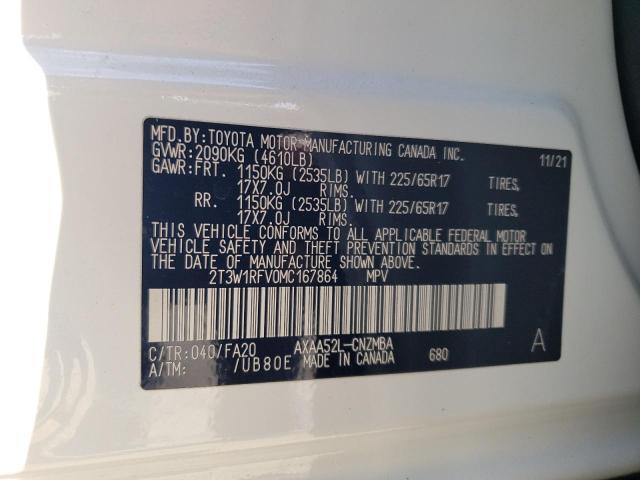 MFD.BY:TOYOTA MOTOR MANUFACTURING CANADA INC. 11/21
GVWR:2090KG (4610LB)
GAWR:FRT. 1150KG (2535LB) WITH 225/65R17 TIRES,
17X7.0J RIMS.
RR. 1150KG (2535LB) WITH 225/65R17 TIRES,
17X7.0J RIMS.
THIS VEHICLE CONFORMS TO ALL APPLICABLE FEDERAL MOTOR
VEHICLE SAFETY AND THEFT PREVENTION STANDARDS IN EFFECT ON
THE DATE OF MANUFACTURE SHOWN ABOVE.
2T3W1RFV0MC167864 MPV
C/TR:040/FA20 AXAA52L-CNZMBA A
A/TM: /UB80E MADE IN CANADA 680